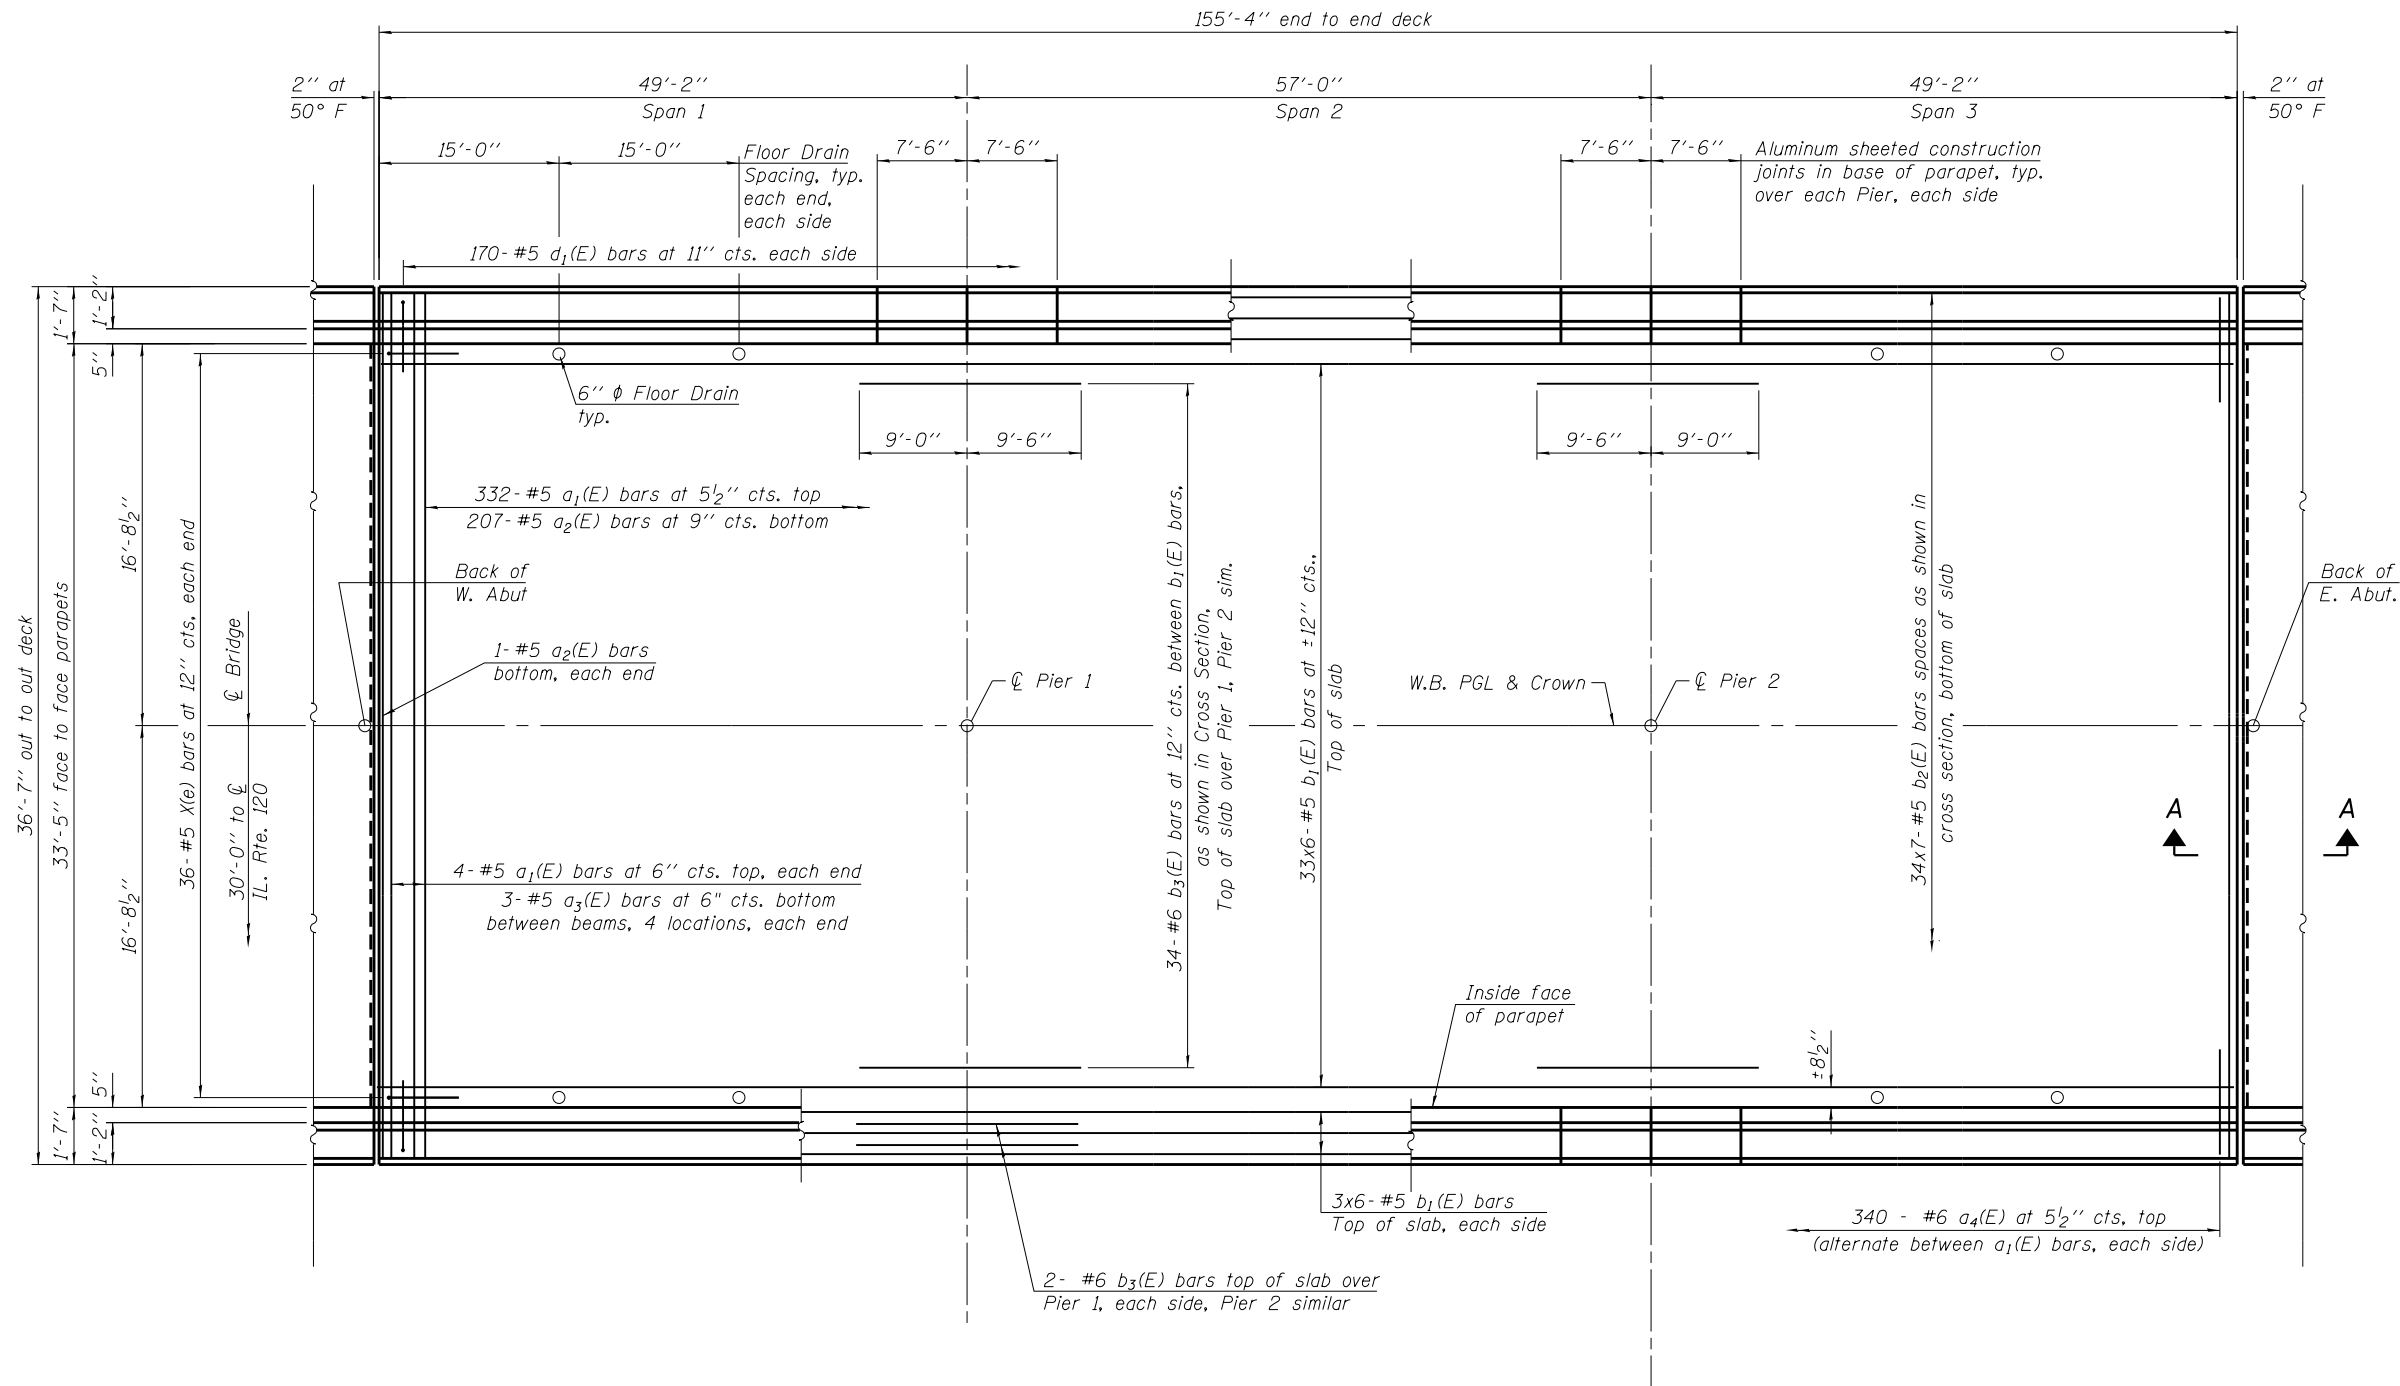 155'-4'' end to end deck
2'' at
50° F
49'-2''
Span 1
57'-0''
Span 2
49'-2''
Span 3
2'' at
50° F
15'-0''
15'-0''
Floor Drain
Spacing, typ.
each end,
each side
7'-6''
7'-6''
7'-6''
7'-6''
Aluminum sheeted construction
joints in base of parapet, typ.
over each Pier, each side
170- #5 d1(E) bars at 11'' cts. each side
1'-7''
1'-2''
5''
6'' ϕ Floor Drain
typ.
9'-0''
9'-6''
9'-6''
9'-0''
332- #5 a1(E) bars at 5½'' cts. top
207- #5 a2(E) bars at 9'' cts. bottom
Back of
W. Abut
1- #5 a2(E) bars
bottom, each end
36'-7'' out to out deck
33'-5'' face to face parapets
16'-8½''
16'-8½''
36- #5 X(e) bars at 12'' cts. each end
℄ Bridge
30'-0'' to ℄
IL. Rte. 120
℄ Pier 1
34- #6 b3(E) bars at 12'' cts. between b1(E) bars,
as shown in Cross Section,
Top of slab over Pier 1, Pier 2 sim.
33x6- #5 b1(E) bars at ±12'' cts.,
Top of slab
W.B. PGL & Crown
℄ Pier 2
34x7- #5 b2(E) bars spaces as shown in
cross section, bottom of slab
Back of
E. Abut.
A
A
4- #5 a1(E) bars at 6'' cts. top, each end
3- #5 a3(E) bars at 6" cts. bottom
between beams, 4 locations, each end
Inside face
of parapet
±8½''
5''
1'-7''
1'-2''
3x6- #5 b1(E) bars
Top of slab, each side
340 - #6 a4(E) at 5½'' cts, top
(alternate between a1(E) bars, each side)
2- #6 b3(E) bars top of slab over
Pier 1, each side, Pier 2 similar